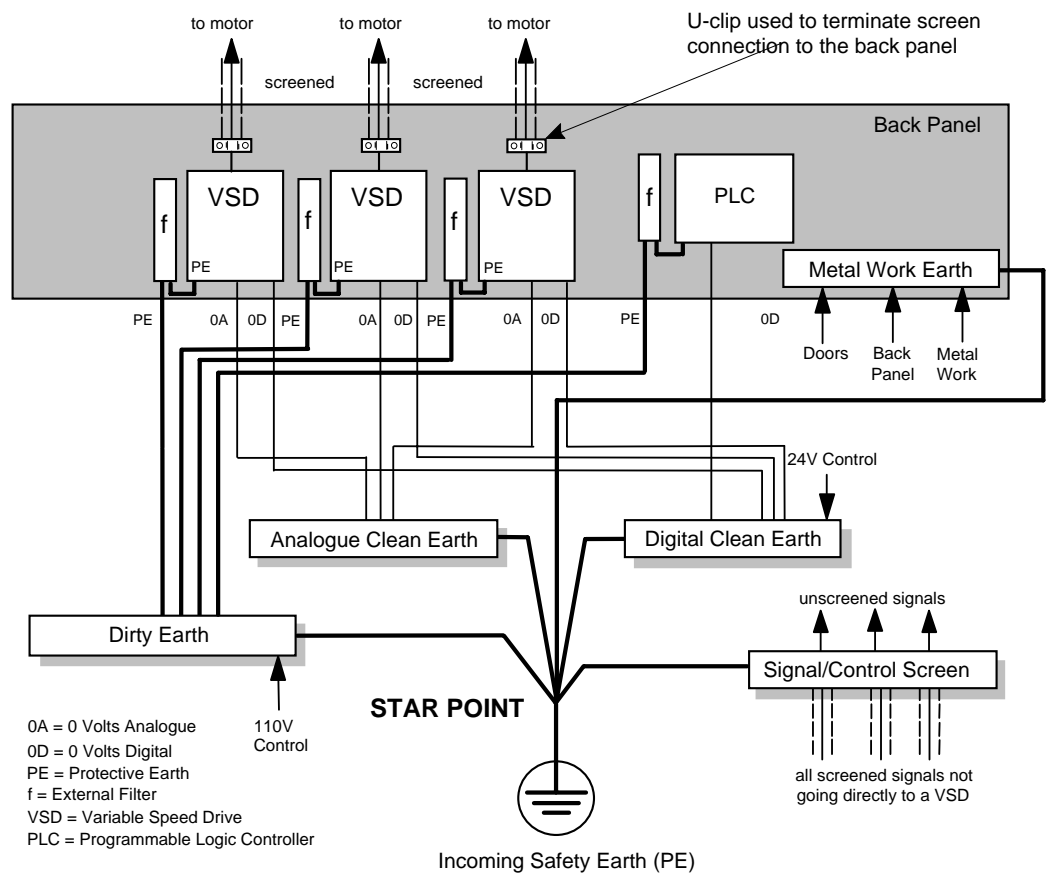 to motor
to motor
to motor
U-clip used to terminate screen
connection to the back panel
screened
screened
Back Panel
f
VSD
PE
f
VSD
PE
f
VSD
PE
f
PLC
Metal Work Earth
PE
0A
0D
PE
0A
0D
PE
0A
0D
PE
0D
Doors
Back
Panel
Metal
Work
24V Control
Analogue Clean Earth
Digital Clean Earth
unscreened signals
Dirty Earth
Signal/Control Screen
STAR POINT
110V
Control
0A = 0 Volts Analogue
0D = 0 Volts Digital
PE = Protective Earth
f = External Filter
VSD = Variable Speed Drive
PLC = Programmable Logic Controller
all screened signals not
going directly to a VSD
Incoming Safety Earth (PE)